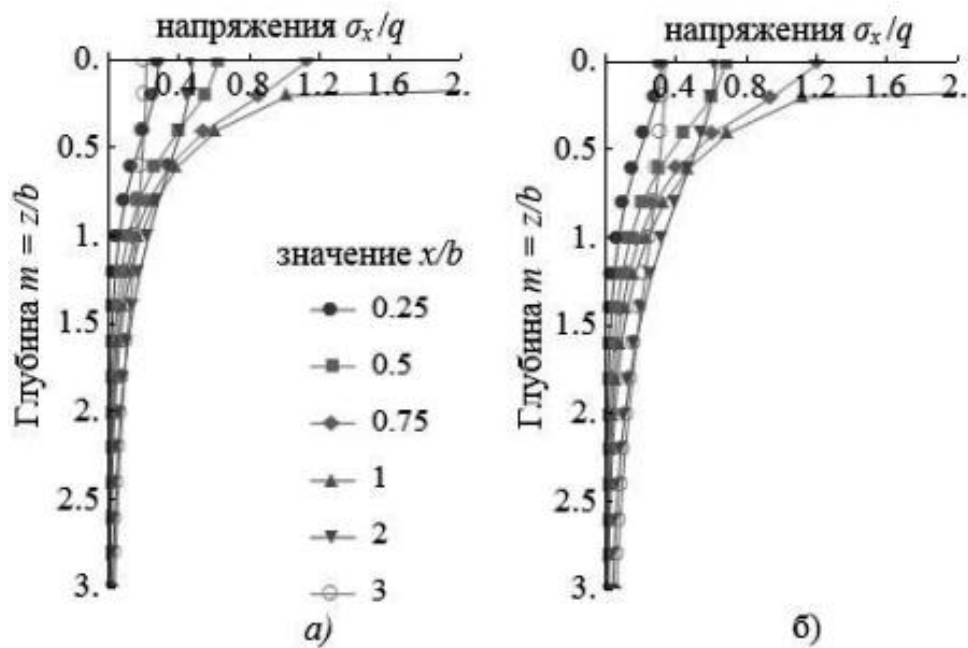 напряжения σx/q
0.
0.4 0.8 1.2 1.6 2.
0.5
1.
1.5
2.
2.5
3.
Глубина m = z/b
значение x/b
0.25
0.5
0.75
1
2
3
а)
напряжения σx/q
0.
0.4 0.8 1.2 1.6 2.
0.5
1.
1.5
2.
2.5
3.
Глубина m = z/b
б)